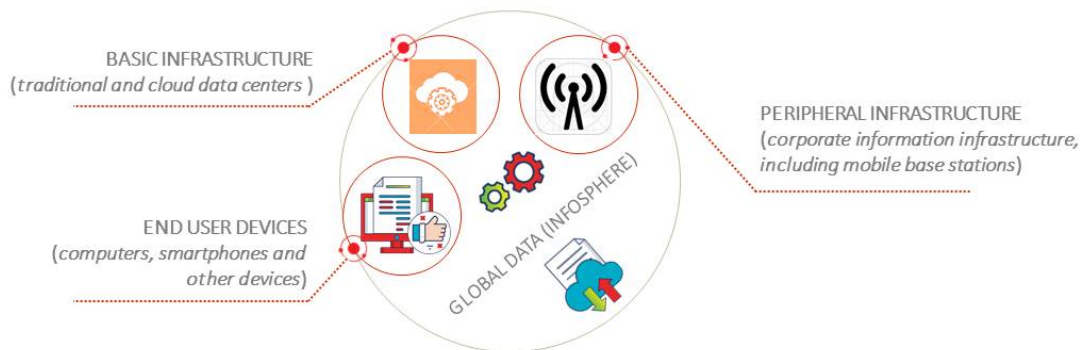 BASIC INFRASTRUCTURE
(traditional and cloud data centers )
PERIPHERAL INFRASTRUCTURE
(corporate information infrastructure,
including mobile base stations)
END USER DEVICES
(computers, smartphones and
other devices)
GLOBAL DATA (INFOSPHERE)